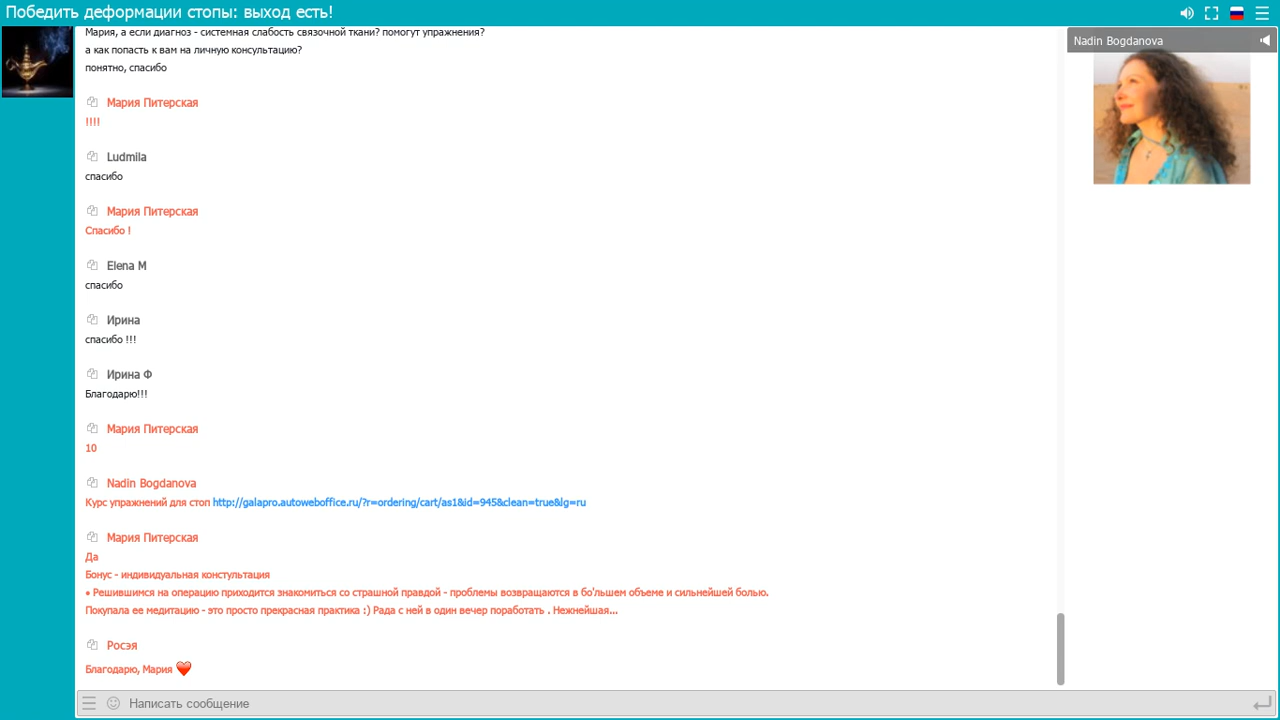 Победить деформации стопы: выход есть!
Мария, а если диагноз - системная слабость связочной ткани? помогут упражнения?
а как попасть к вам на личную консультацию?
понятно, спасибо
Мария Питерская
!!!!
Ludmila
спасибо
Мария Питерская
Спасибо !
Elena M
спасибо
Ирина
спасибо !!!
Ирина Ф
Благодарю!!!
Мария Питерская
10
Nadin Bogdanova
Курс упражнений для стоп http://galapro.autoweboffice.ru/?r=ordering/cart/as1&id=945&clean=true&lg=ru
Мария Питерская
Да
Бонус - индивидуальная констультация
• Решившимся на операцию приходится знакомиться со страшной правдой - проблемы возвращаются в бо'льшем объеме и сильнейшей болью.
Покупала ее медитацию - это просто прекрасная практика :) Рада с ней в один вечер поработать . Нежнейшая...
Росэя
Благодарю, Мария
Написать сообщение
Nadin Bogdanova